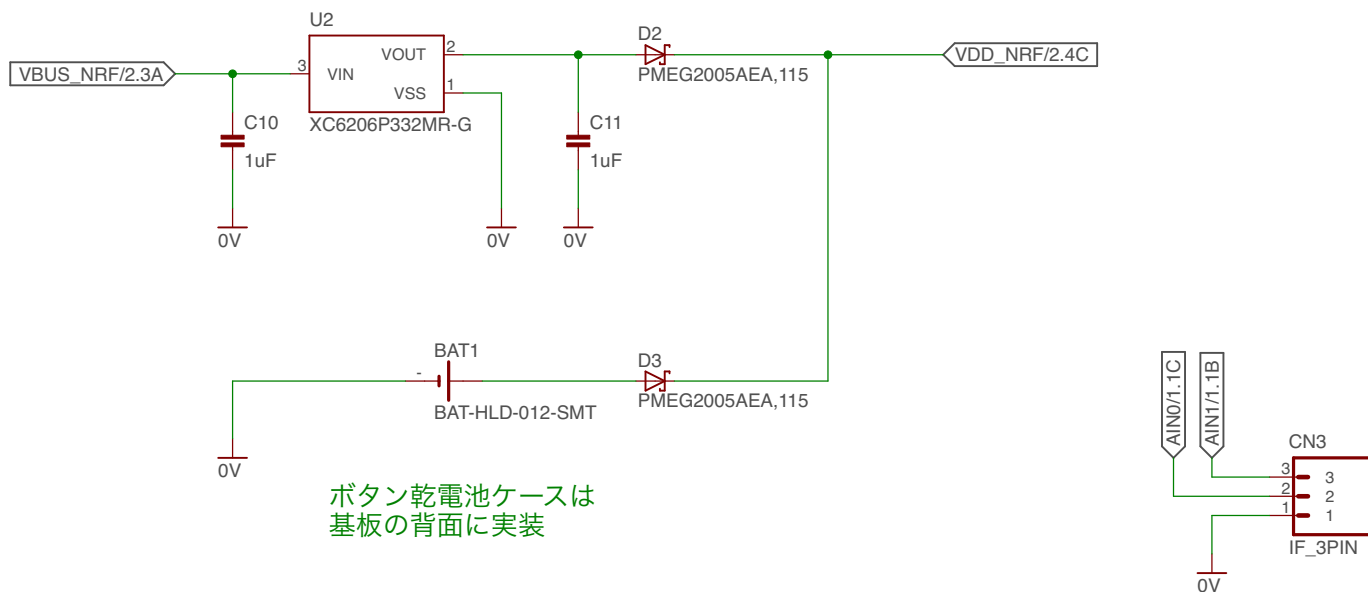 U2
D2
VOUT
2
VBUS_NRF/2.3A
3
VIN
VSS
1
PMEG2005AEA,115
VDD_NRF/2.4C
XC6206P332MR-G
C10
1uF
C11
1uF
0V
0V
0V
BAT1
-
BAT-HLD-012-SMT
D3
PMEG2005AEA,115
0V
ボタン乾電池ケースは
基板の背面に実装
AIN0/1.1C
AIN1/1.1B
CN3
3
3
2
2
1
1
IF_3PIN
0V